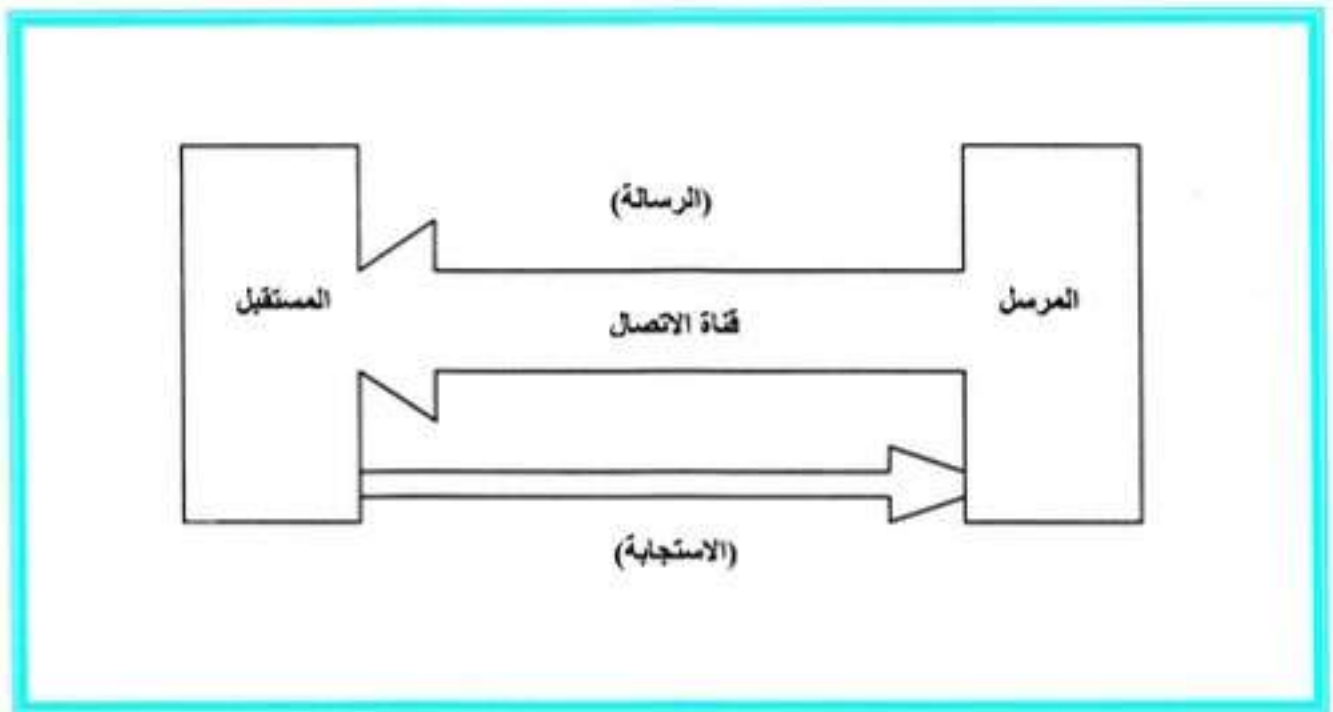 (الرسالة)
المرسل
قناة الاتصال
المستقبل
(الاستجابة)